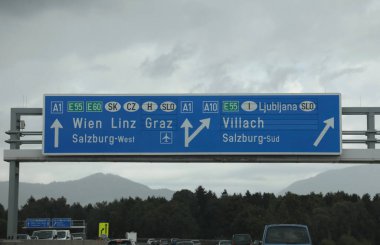 A1 E55 E60 SK CZ H SLO A1 A10 E55 I Ljubljana SLO
Wien Linz Graz Villach
Salzburg-West Salzburg-Süd